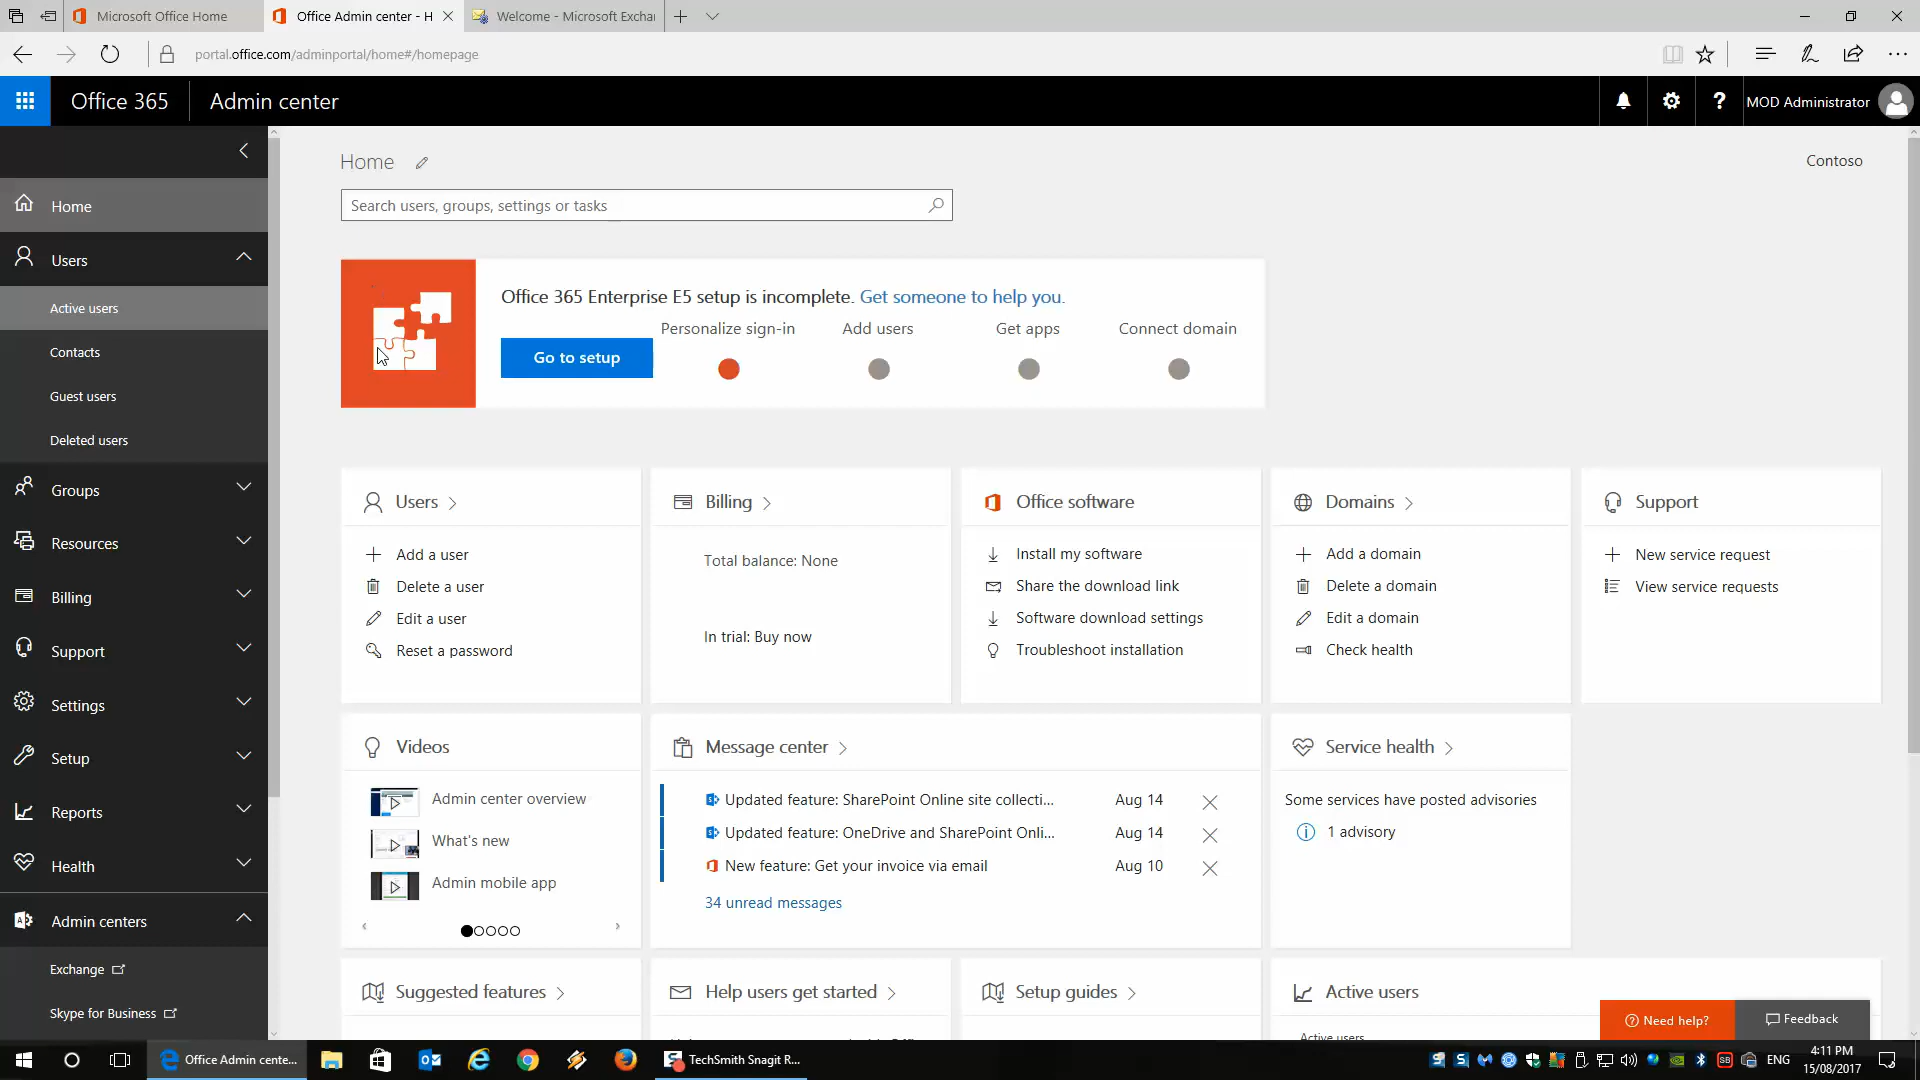 Microsoft Office Home
Office Admin center - H
Welcome - Microsoft Exchan
portal.office.com/adminportal/home#/homepage
Office 365
Admin center
MOD Administrator
Home
Contoso
Search users, groups, settings or tasks
Home
Users
Active users
Contacts
Guest users
Deleted users
Groups
Resources
Billing
Support
Settings
Setup
Reports
Health
Admin centers
Exchange
Skype for Business
Office 365 Enterprise E5 setup is incomplete. Get someone to help you.
Go to setup
Personalize sign-in
Add users
Get apps
Connect domain
Users
Add a user
Delete a user
Edit a user
Reset a password
Billing
Total balance: None
In trial: Buy now
Office software
Install my software
Share the download link
Software download settings
Troubleshoot installation
Domains
Add a domain
Delete a domain
Edit a domain
Check health
Support
New service request
View service requests
Videos
Admin center overview
What's new
Admin mobile app
Message center
Updated feature: SharePoint Online site collecti... Aug 14
Updated feature: OneDrive and SharePoint Onli... Aug 14
New feature: Get your invoice via email Aug 10
34 unread messages
Service health
Some services have posted advisories
1 advisory
Suggested features
Help users get started
Setup guides
Active users
Active users
Need help?
Feedback
Office Admin cente...
TechSmith Snagit R...
ENG
4:11 PM
15/08/2017